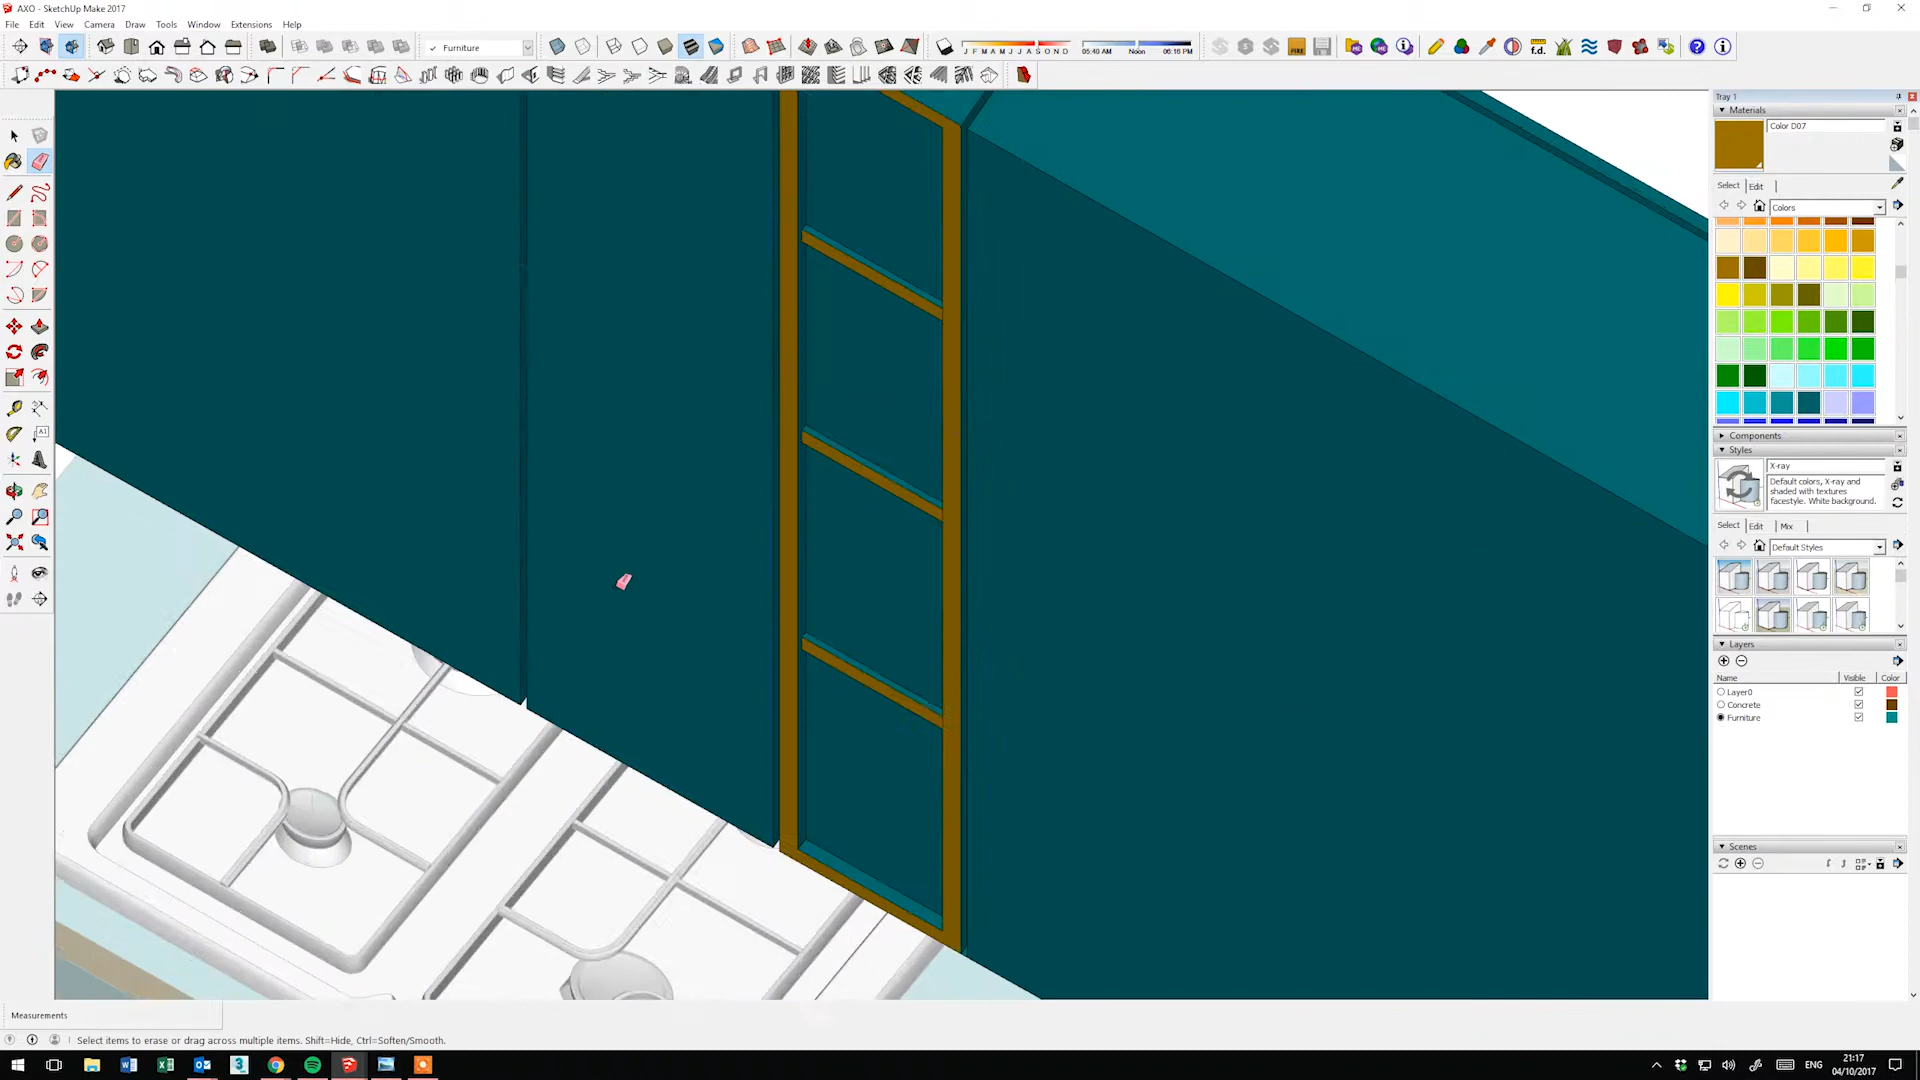 AXO - SketchUp Make 2017
File Edit View Camera Draw Tools Window Extensions Help
Furniture
J F M A M J J A S O N D
05:40 AM Noon 06:16 PM
f.d.
A1
Tray 1
Materials
Color D07
Select Edit
Colors
Components
Styles
X-ray
Default colors, X-ray and
shaded with textures
facestyle. White background.
Select Edit Mix
Default Styles
Layers
Name Visible Color
Layer0
Concrete
Furniture
Scenes
Measurements
Select items to erase or drag across multiple items. Shift=Hide, Ctrl=Soften/Smooth.
ENG
21:17
04/10/2017